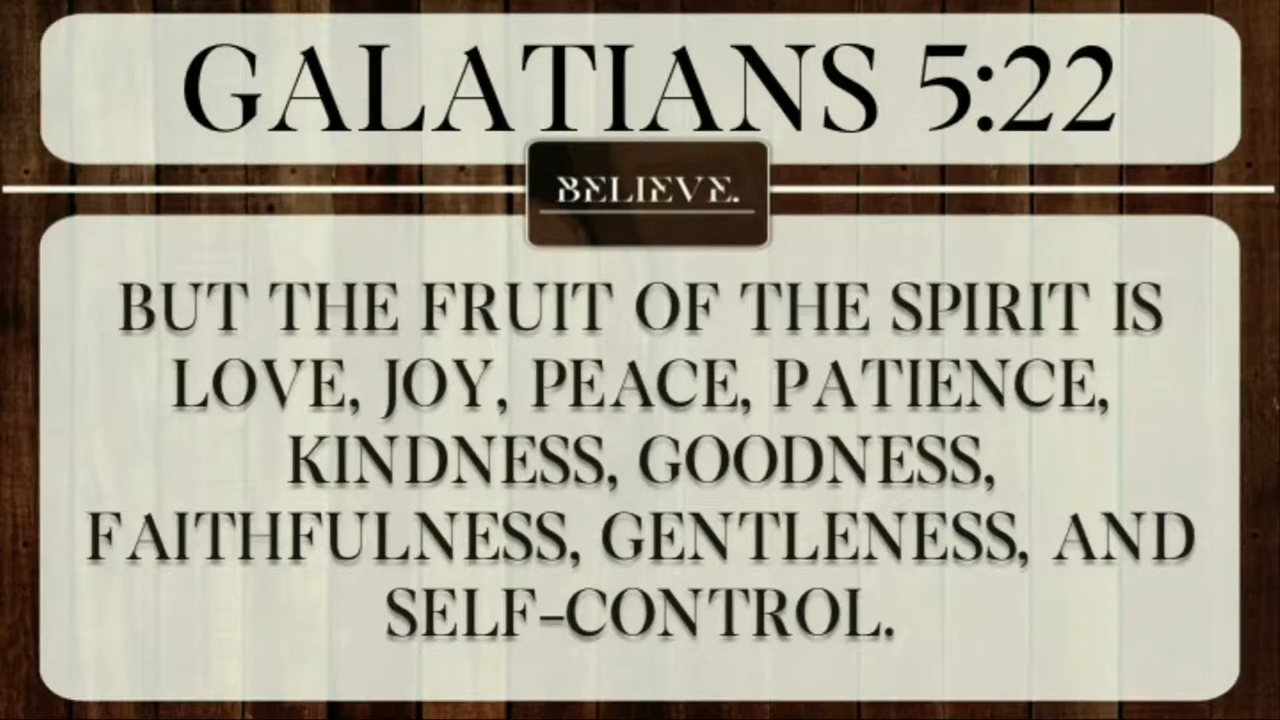 GALATIANS 5:22
BELIEVE.
BUT THE FRUIT OF THE SPIRIT IS
LOVE, JOY, PEACE, PATIENCE,
KINDNESS, GOODNESS,
FAITHFULNESS, GENTLENESS, AND
SELF-CONTROL.